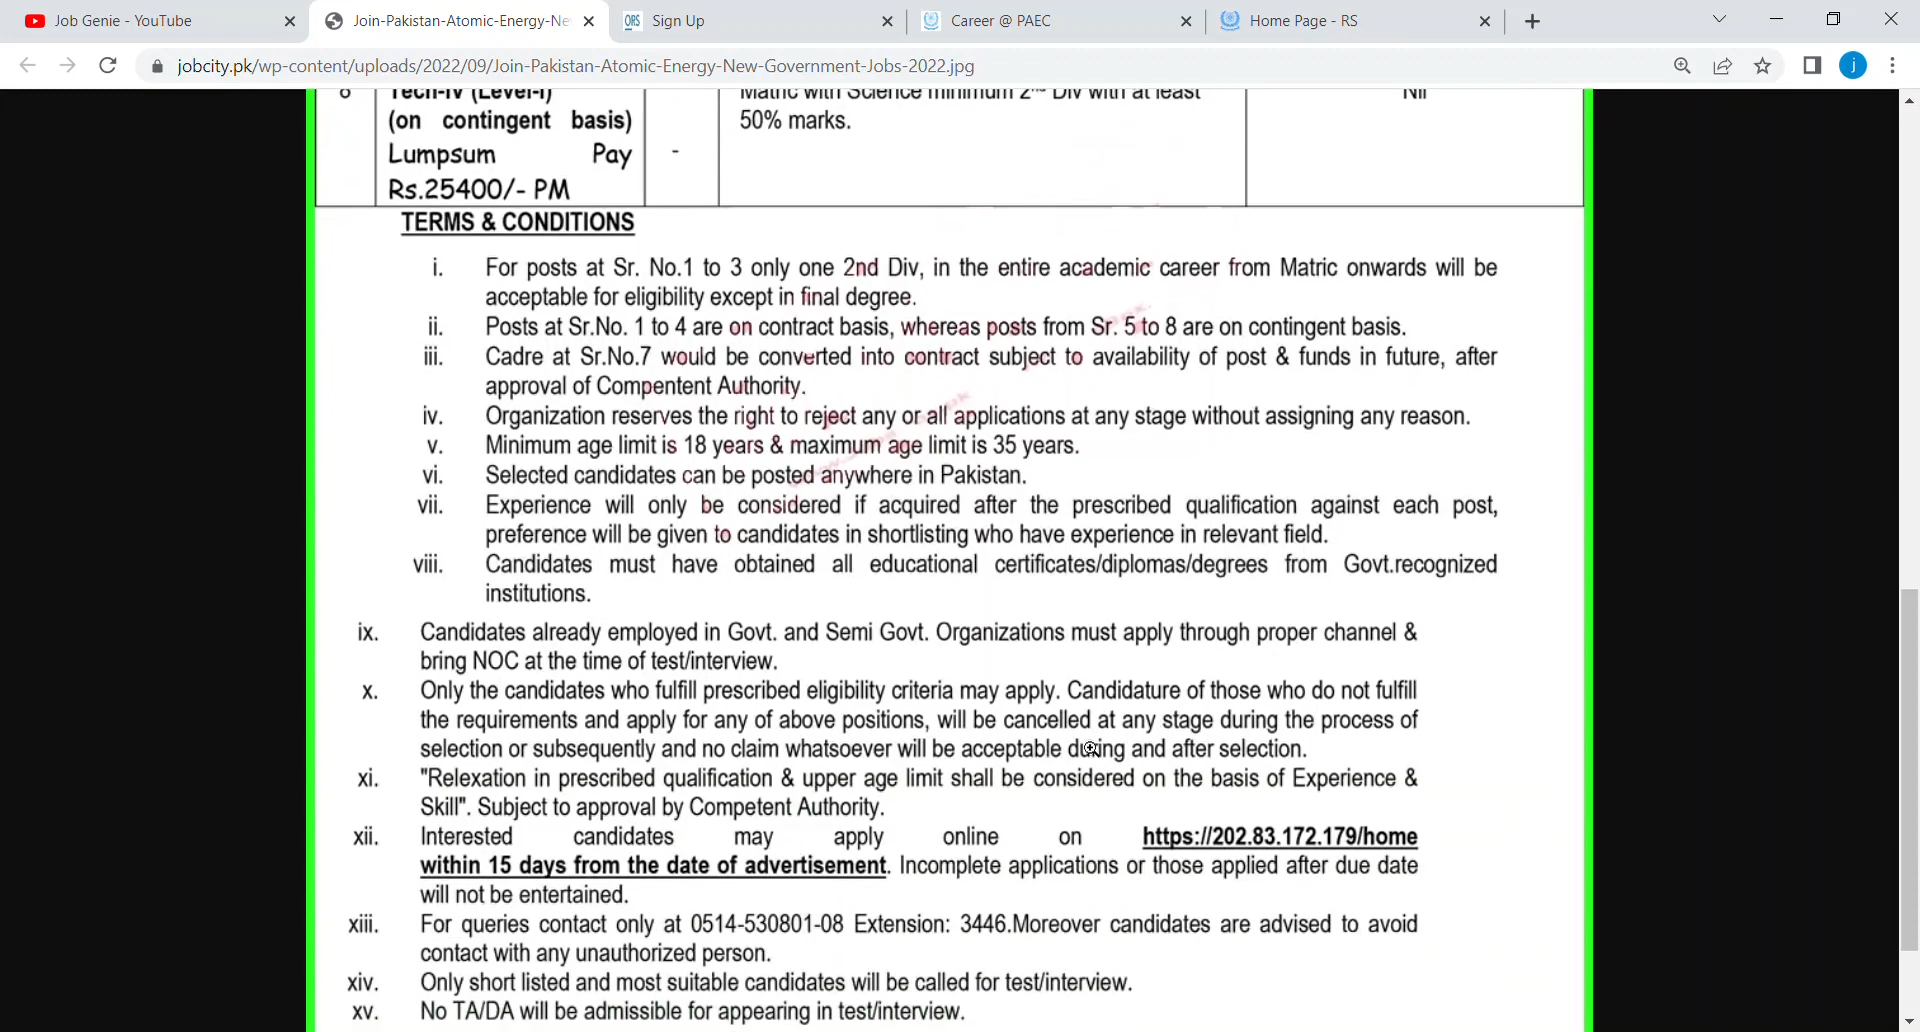 Job Genie - YouTube
Join-Pakistan-Atomic-Energy-Ne
ORS Sign Up
Career @ PAEC
Home Page - RS
jobcity.pk/wp-content/uploads/2022/09/Join-Pakistan-Atomic-Energy-New-Government-Jobs-2022.jpg
j
8 Tech-IV (Level-I) Matric with Science minimum 2nd Div with at least Nil
(on contingent basis) 50% marks.
Lumpsum Pay -
Rs.25400/- PM
TERMS & CONDITIONS
i. For posts at Sr. No.1 to 3 only one 2nd Div, in the entire academic career from Matric onwards will be
acceptable for eligibility except in final degree.
ii. Posts at Sr.No. 1 to 4 are on contract basis, whereas posts from Sr. 5 to 8 are on contingent basis.
iii. Cadre at Sr.No.7 would be converted into contract subject to availability of post & funds in future, after
approval of Compentent Authority.
iv. Organization reserves the right to reject any or all applications at any stage without assigning any reason.
v. Minimum age limit is 18 years & maximum age limit is 35 years.
vi. Selected candidates can be posted anywhere in Pakistan.
vii. Experience will only be considered if acquired after the prescribed qualification against each post,
preference will be given to candidates in shortlisting who have experience in relevant field.
viii. Candidates must have obtained all educational certificates/diplomas/degrees from Govt.recognized
institutions.
ix. Candidates already employed in Govt. and Semi Govt. Organizations must apply through proper channel &
bring NOC at the time of test/interview.
x. Only the candidates who fulfill prescribed eligibility criteria may apply. Candidature of those who do not fulfill
the requirements and apply for any of above positions, will be cancelled at any stage during the process of
selection or subsequently and no claim whatsoever will be acceptable during and after selection.
xi. "Relexation in prescribed qualification & upper age limit shall be considered on the basis of Experience &
Skill". Subject to approval by Competent Authority.
xii. Interested candidates may apply online on https://202.83.172.179/home
within 15 days from the date of advertisement. Incomplete applications or those applied after due date
will not be entertained.
xiii. For queries contact only at 0514-530801-08 Extension: 3446.Moreover candidates are advised to avoid
contact with any unauthorized person.
xiv. Only short listed and most suitable candidates will be called for test/interview.
xv. No TA/DA will be admissible for appearing in test/interview.